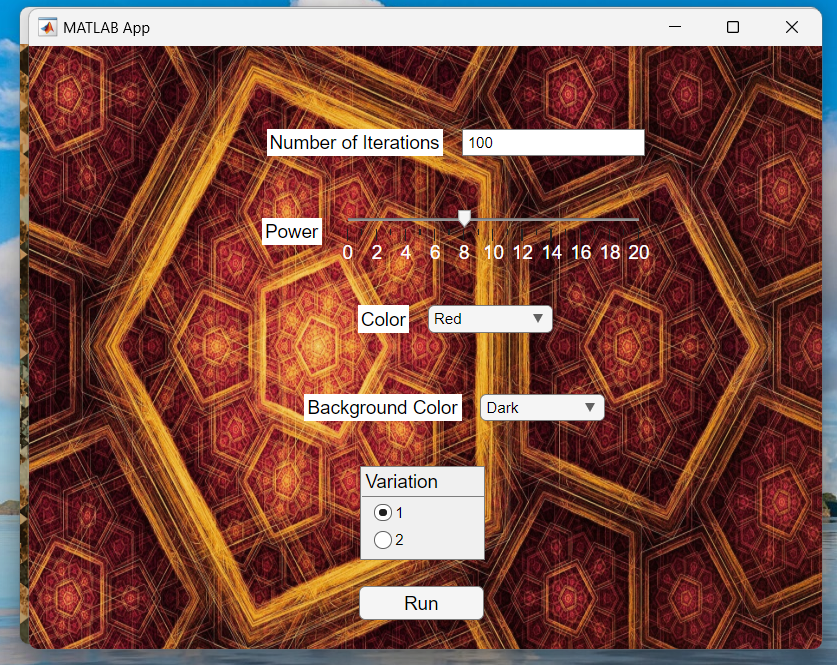 MATLAB App
Number of Iterations 100
Power
0 2 4 6 8 10 12 14 16 18 20
Color Red
Background Color Dark
Variation
1
2
Run